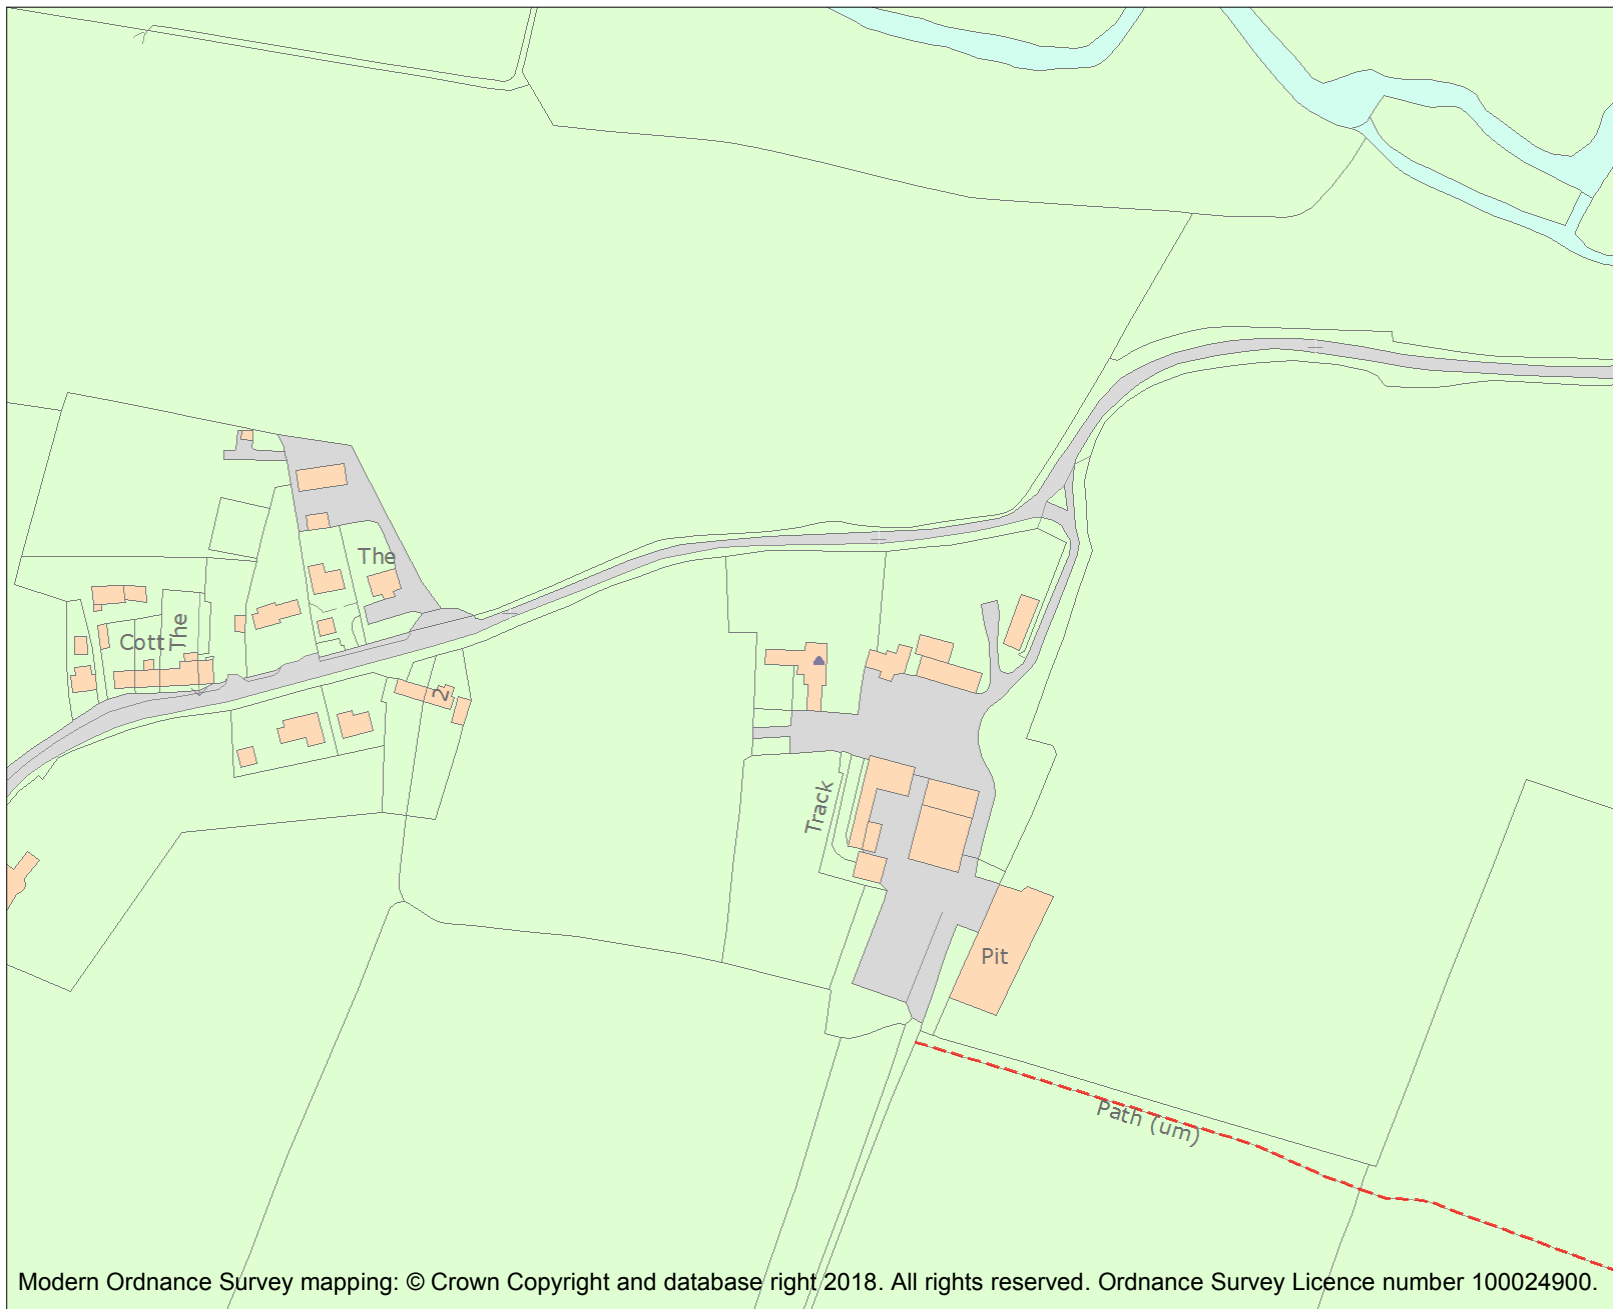 The
The
Cott
2
Track
Pit
Path (um)
Modern Ordnance Survey mapping: © Crown Copyright and database right 2018. All rights reserved. Ordnance Survey Licence number 100024900.